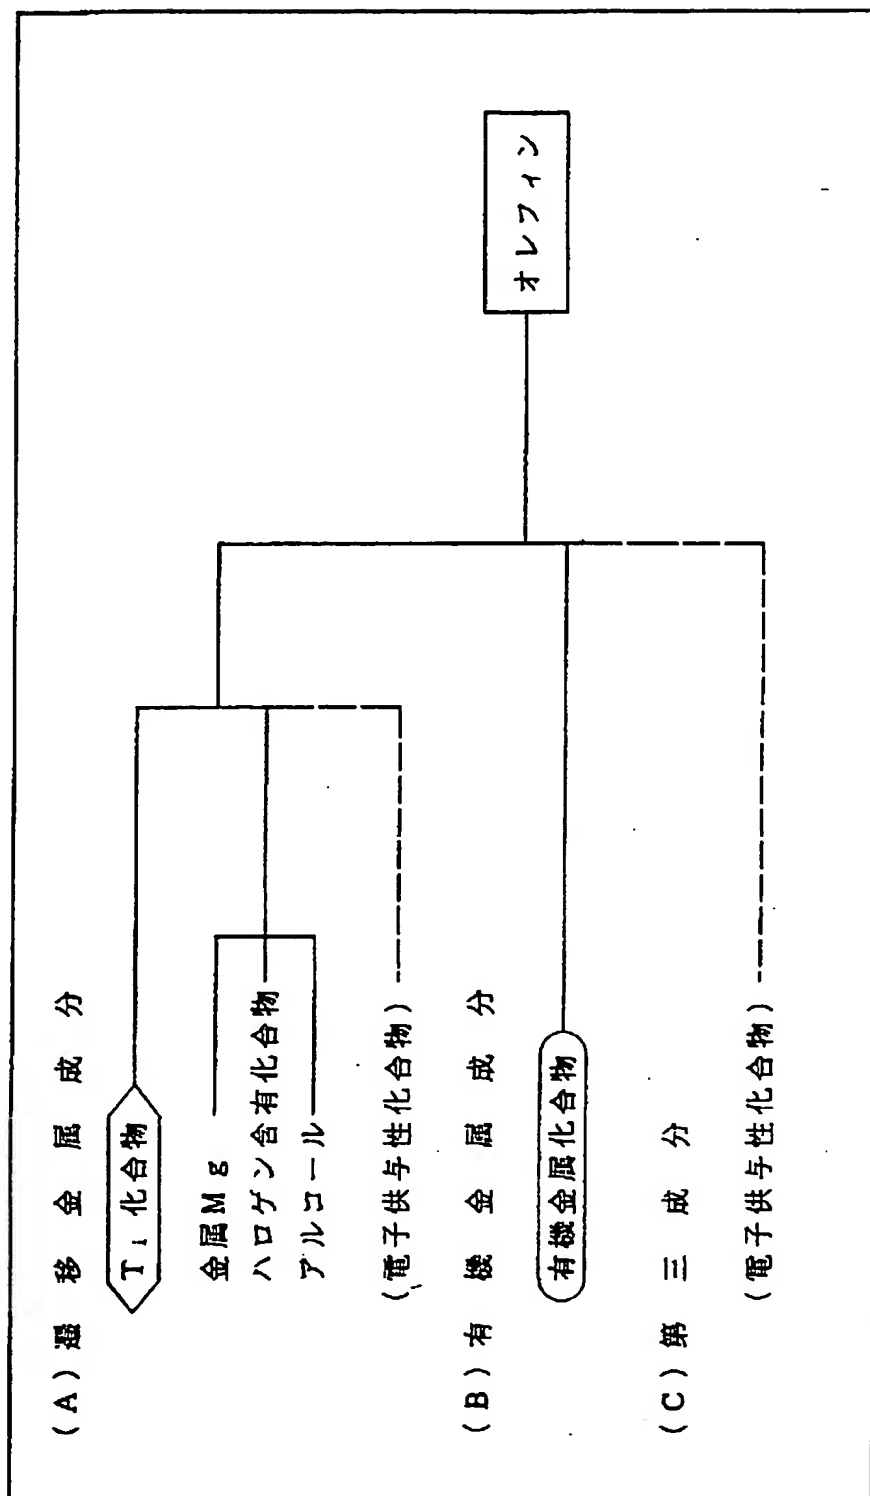 (A) 遷 移 金 属 成 分
Ti 化合物
金属Mg
ハロゲン含有化合物
アルコール
(電子供与性化合物)
(B) 有 機 金 属 成 分
有機金属化合物
(C) 第 三 成 分
(電子供与性化合物)
オレフィン